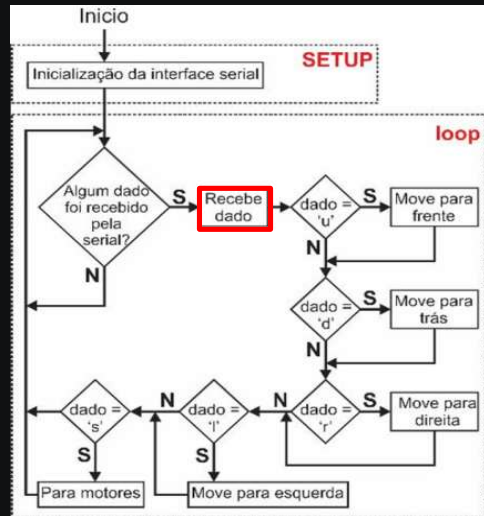 Inicio
SETUP
Inicialização da interface serial
loop
Algum dado
foi recebido
pela
serial?
S
N
Recebe
dado
dado =
'u'
S
N
Move para
frente
dado =
'd'
S
N
Move para
trás
dado =
'r'
S
N
Move para
direita
dado =
'l'
N
S
Move para esquerda
dado =
's'
S
Para motores